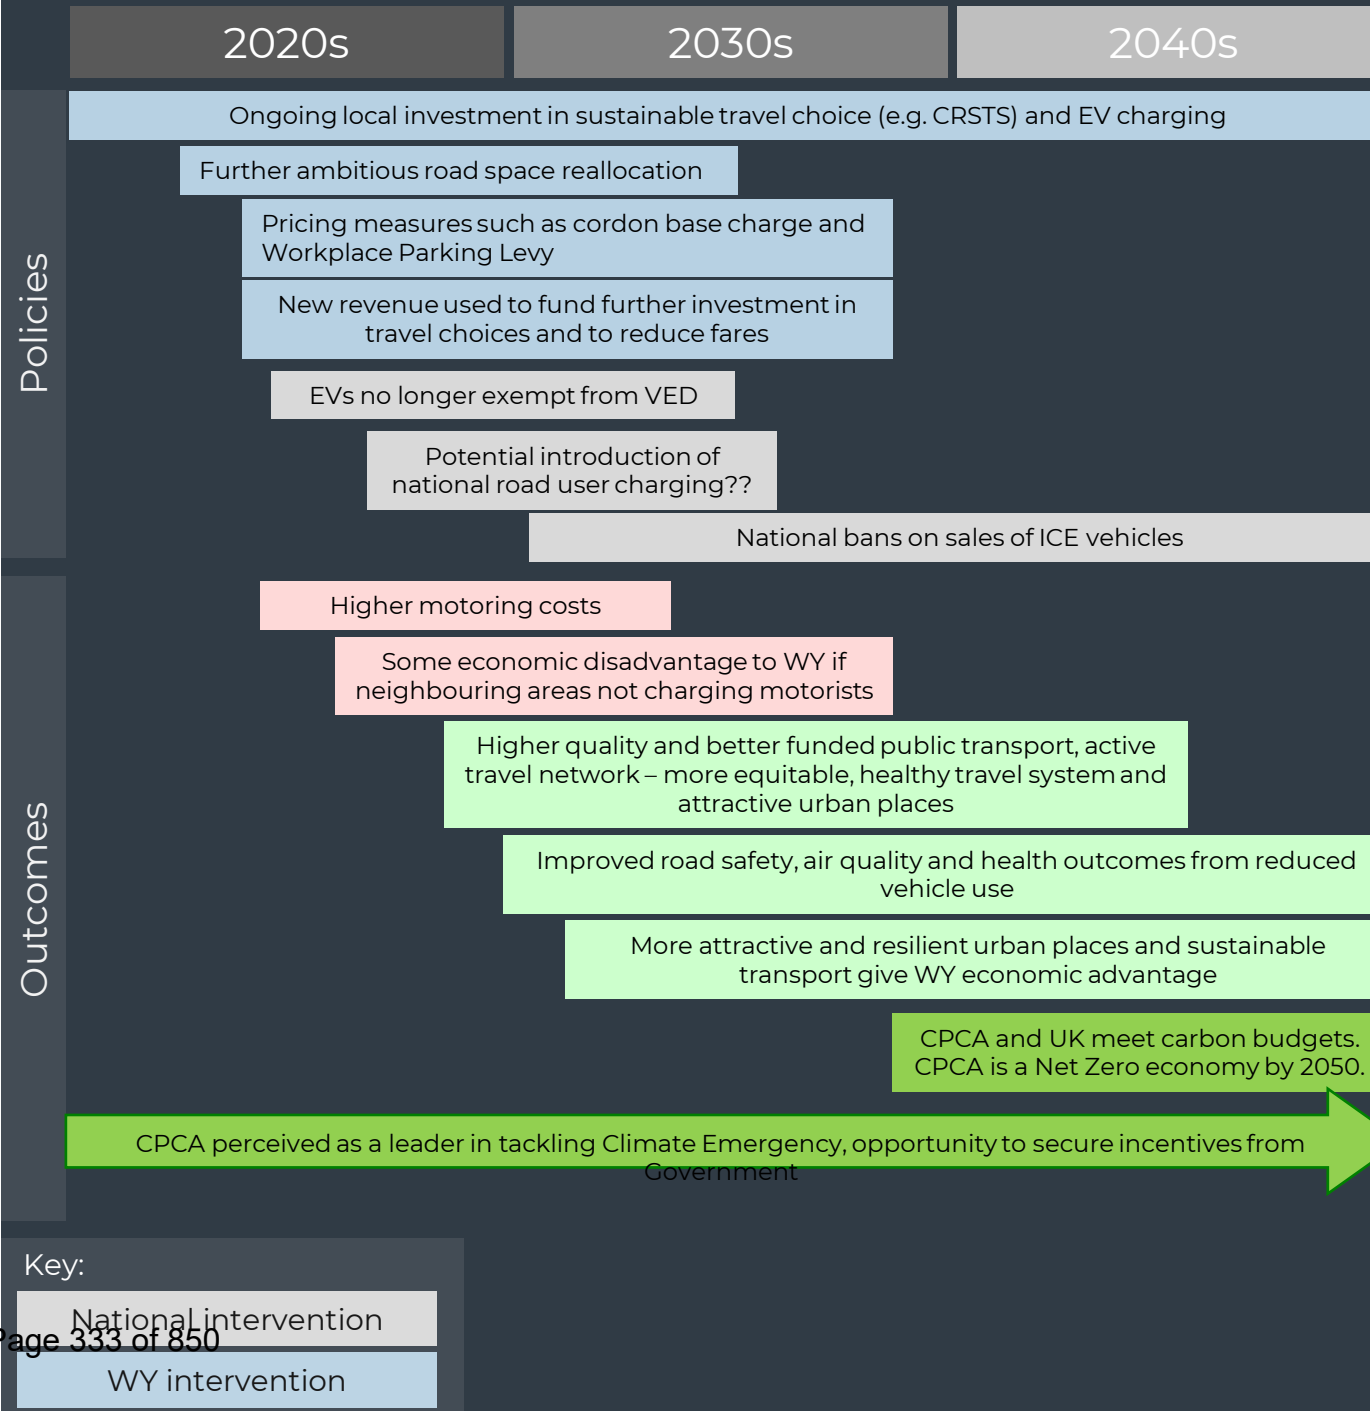 2020s
2030s
2040s
Policies
Ongoing local investment in sustainable travel choice (e.g. CRSTS) and EV charging
Further ambitious road space reallocation
Pricing measures such as cordon base charge and
Workplace Parking Levy
New revenue used to fund further investment in
travel choices and to reduce fares
EVs no longer exempt from VED
Potential introduction of
national road user charging??
National bans on sales of ICE vehicles
Outcomes
Higher motoring costs
Some economic disadvantage to WY if
neighbouring areas not charging motorists
Higher quality and better funded public transport, active
travel network – more equitable, healthy travel system and
attractive urban places
Improved road safety, air quality and health outcomes from reduced
vehicle use
More attractive and resilient urban places and sustainable
transport give WY economic advantage
CPCA and UK meet carbon budgets.
CPCA is a Net Zero economy by 2050.
CPCA perceived as a leader in tackling Climate Emergency, opportunity to secure incentives from
Government
Key:
National intervention
Page 333 of 850
WY intervention